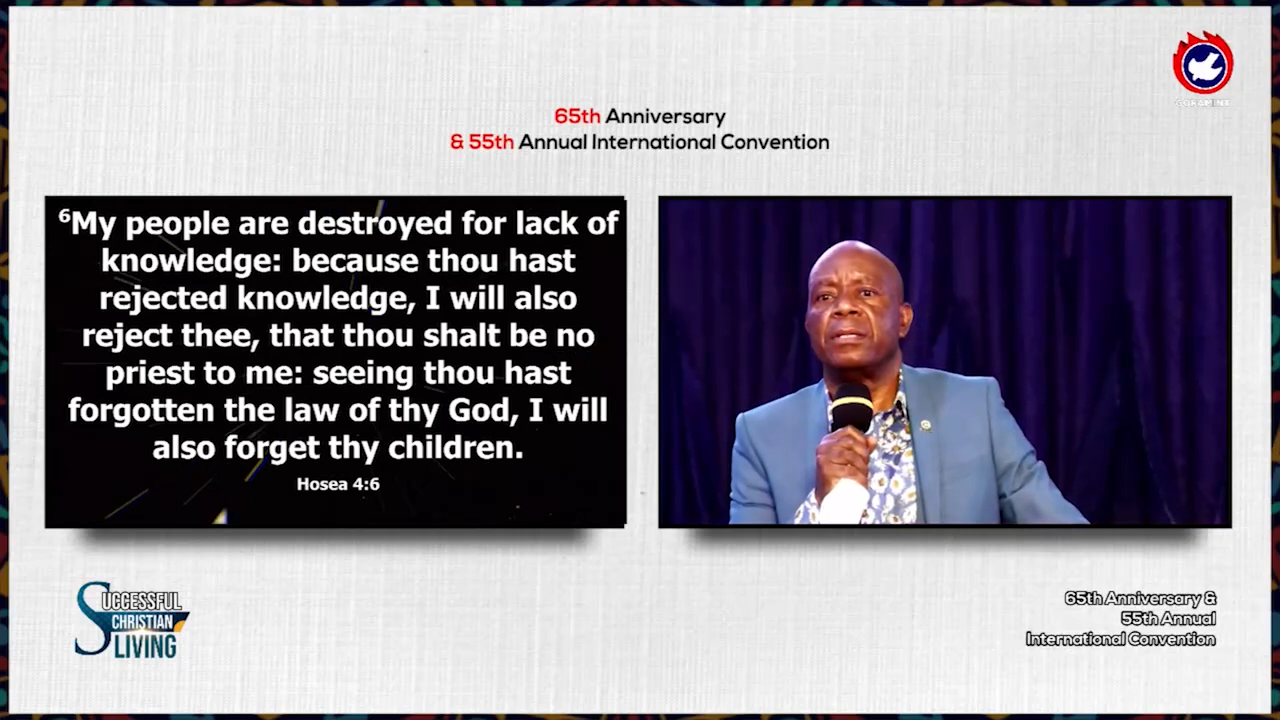 65th Anniversary
& 55th Annual International Convention
6My people are destroyed for lack of
knowledge: because thou hast
rejected knowledge, I will also
reject thee, that thou shalt be no
priest to me: seeing thou hast
forgotten the law of thy God, I will
also forget thy children.
Hosea 4:6
SUCCESSFUL
CHRISTIAN
LIVING
65th Anniversary &
55th Annual
International Convention